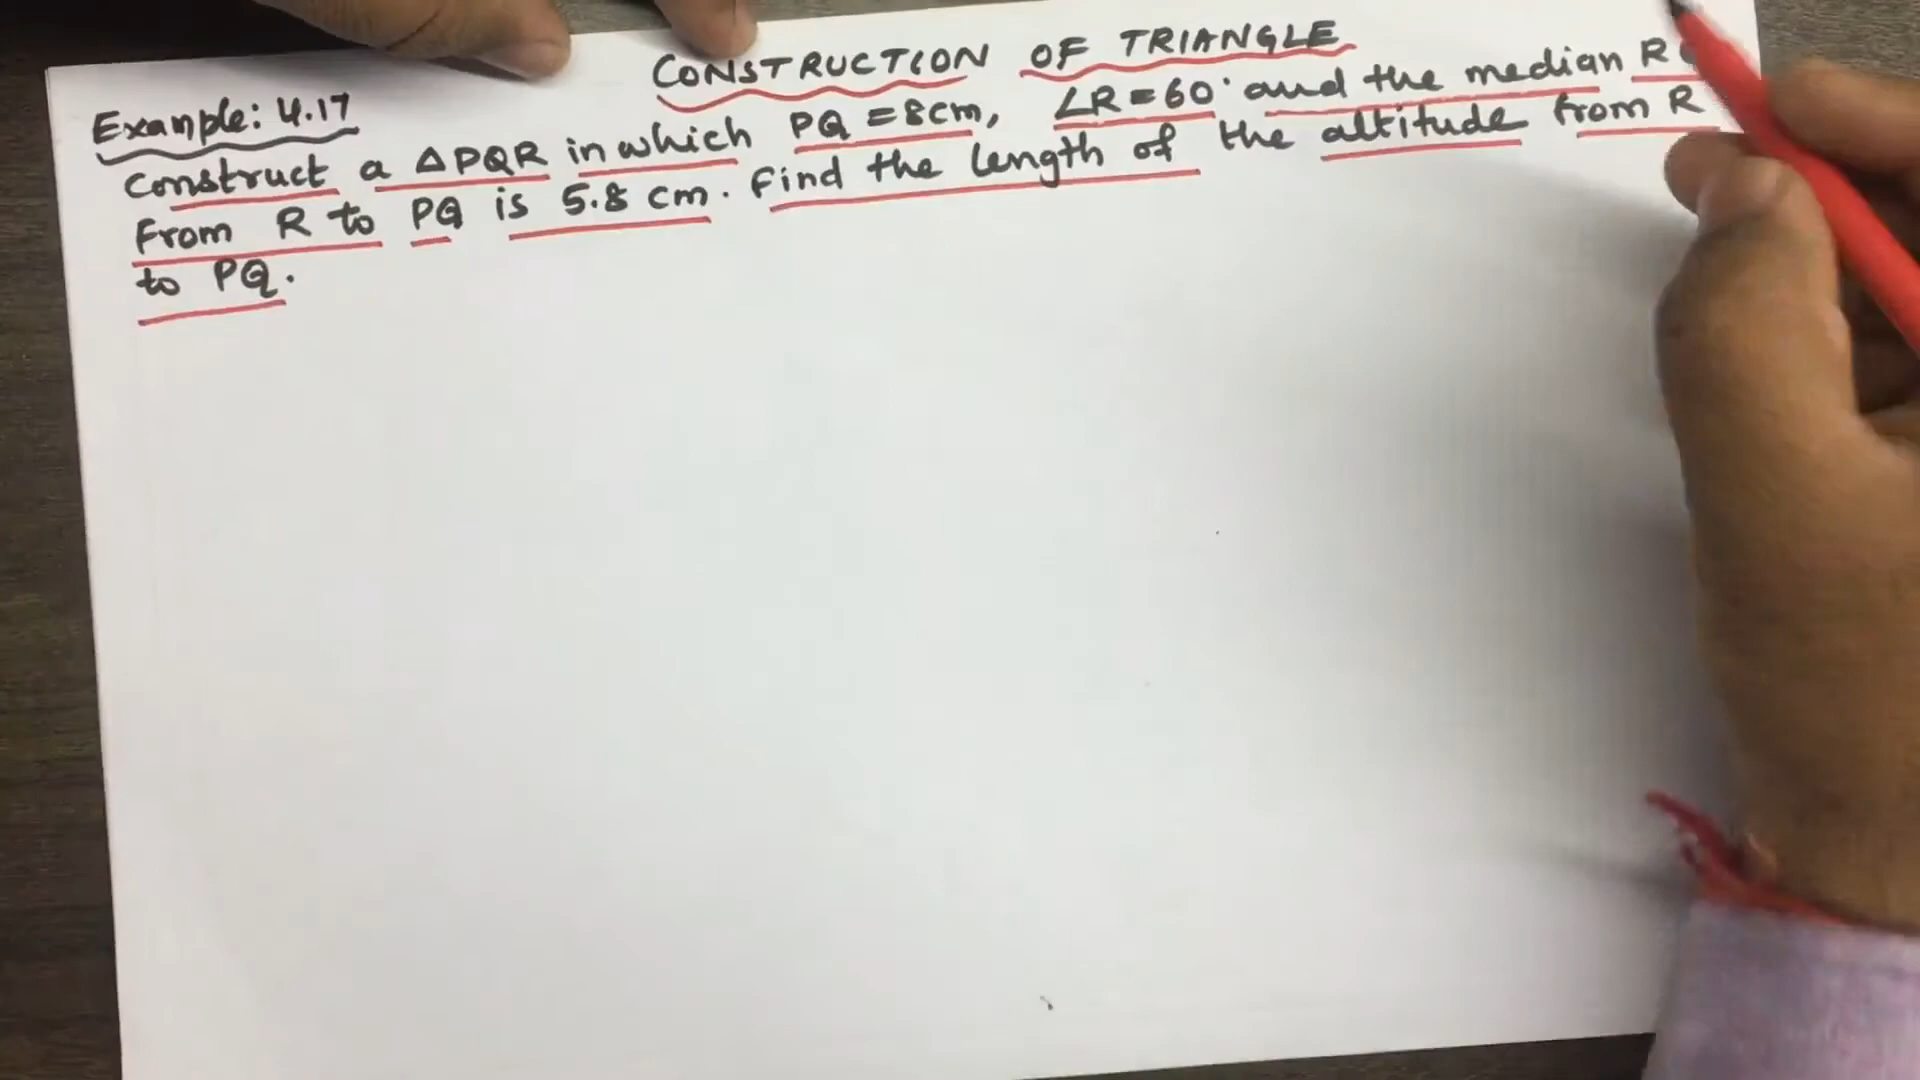 CONSTRUCTION OF TRIANGLE
Example: 4.17
Construct a △PQR in which PQ = 8cm, ∠R = 60° and the median R
From R to PQ is 5.8 cm. Find the length of the altitude from R
to PQ.